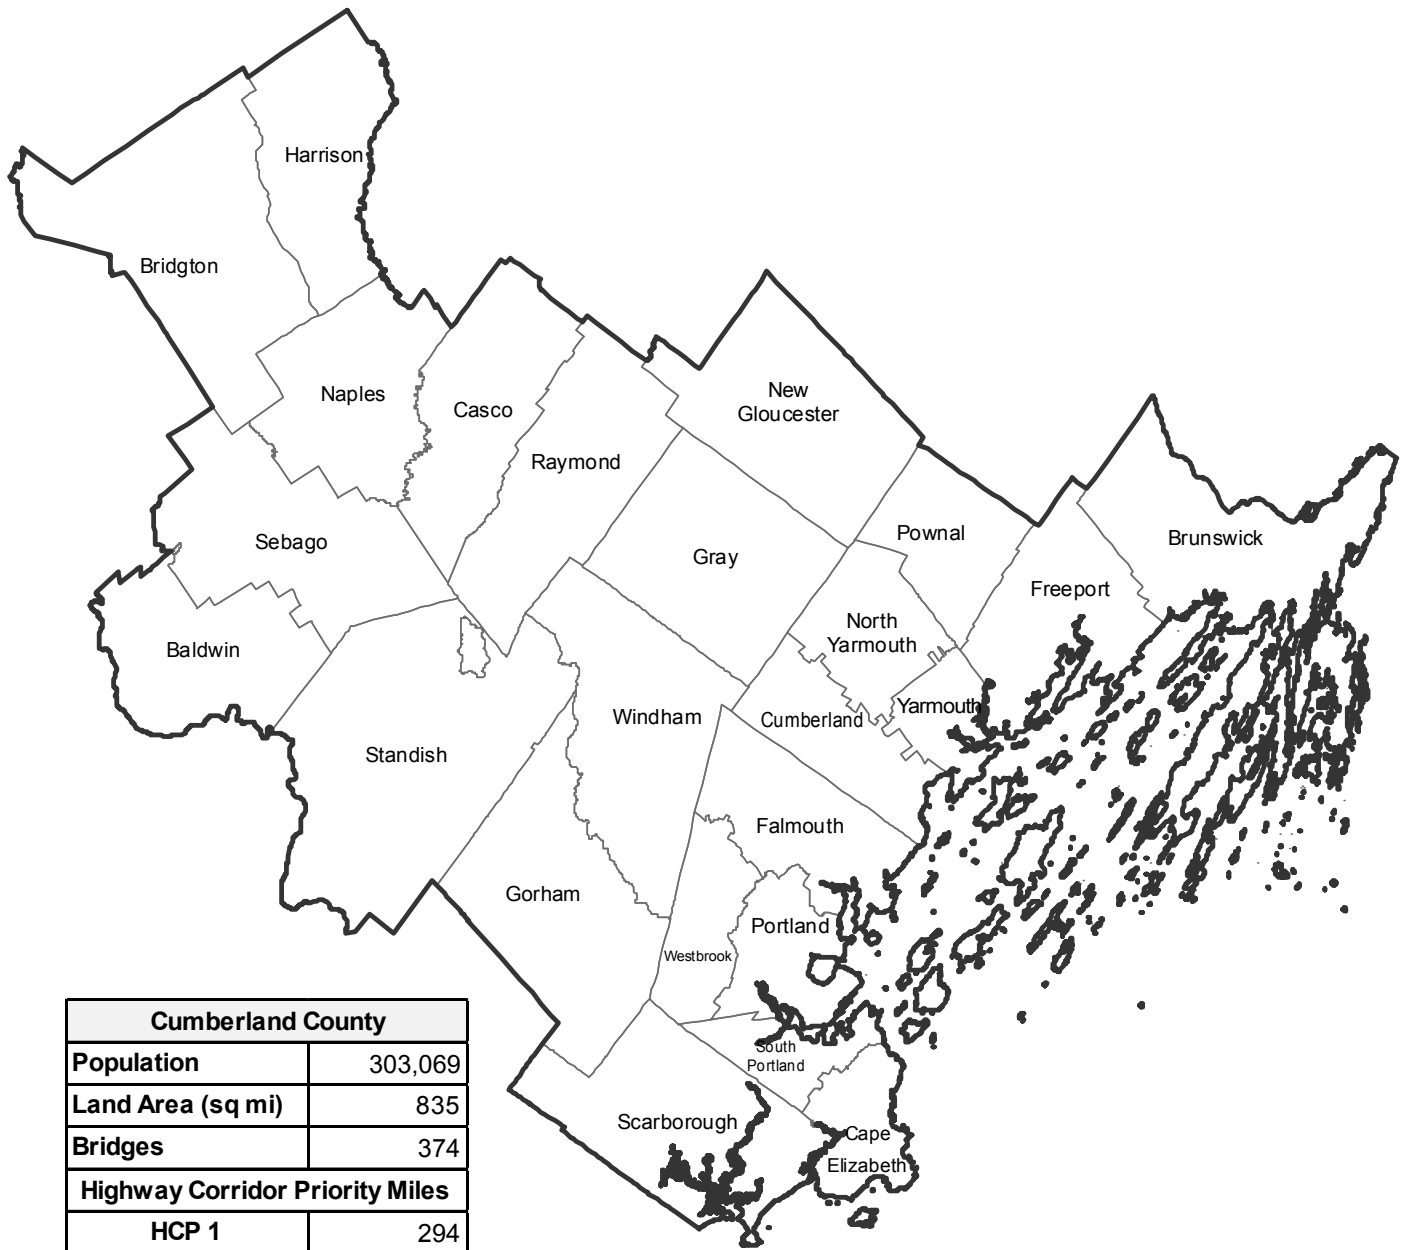 Harrison
Bridgton
Naples
Casco
New
Gloucester
Raymond
Pownal
Brunswick
Sebago
Gray
Freeport
North
Yarmouth
Baldwin
Yarmouth
Windham
Cumberland
Standish
Falmouth
Gorham
Portland
Westbrook
South
Portland
Scarborough
Cape
Elizabeth
Cumberland County
Population 303,069
Land Area (sq mi) 835
Bridges 374
Highway Corridor Priority Miles
HCP 1 294